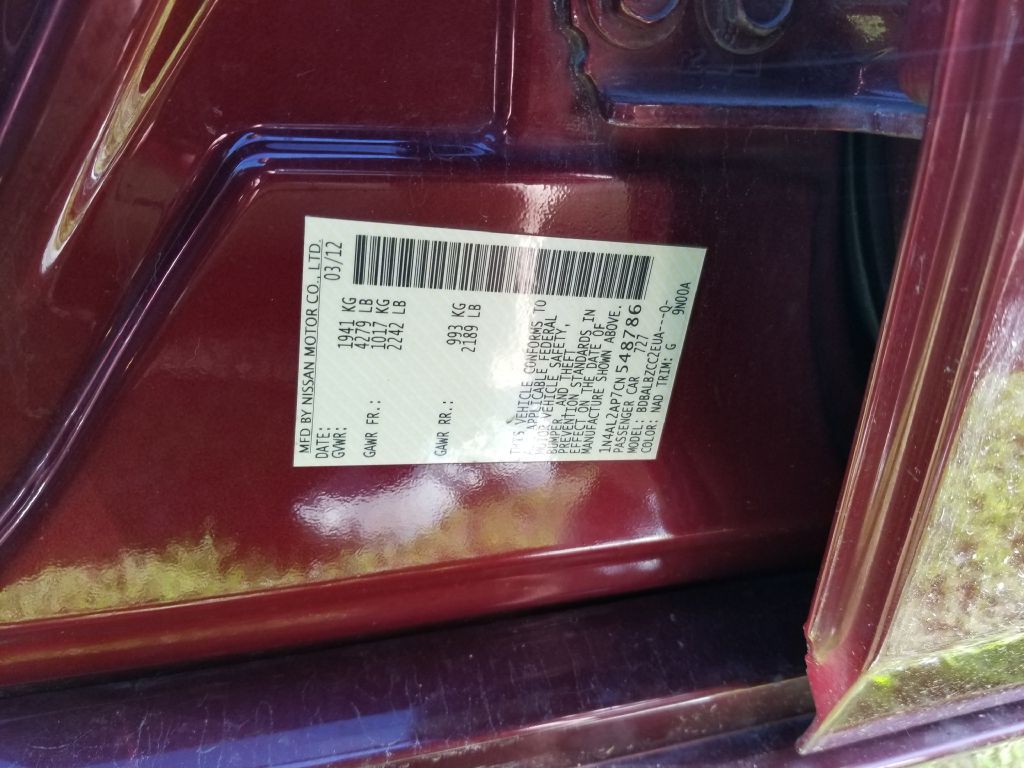 MFD BY NISSAN MOTOR CO., LTD.
DATE: 03/12
GVWR: 1941 KG
4279 LB
GAWR FR.: 1017 KG
2242 LB
GAWR RR.: 993 KG
2189 LB
THIS VEHICLE CONFORMS TO
APPLICABLE FEDERAL
VEHICLE SAFETY,
BUMPER AND THEFT
PREVENTION STANDARDS IN
EFFECT ON THE DATE OF
MANUFACTURE SHOWN ABOVE.
1N4AL2AP7CN548786
PASSENGER CAR 727
MODEL: BDBALBZCC2EUA---Q-
COLOR: NAD TRIM: G 9N00A